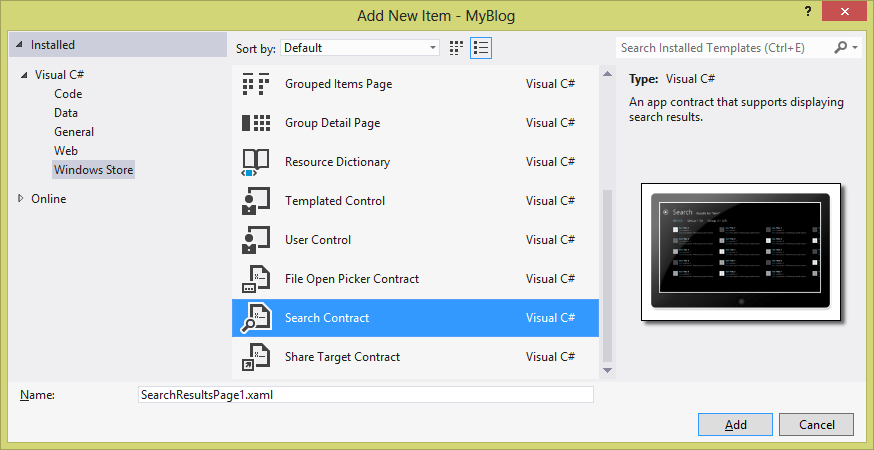 Add New Item - MyBlog
?
Installed
Sort by: Default
Search Installed Templates (Ctrl+E)
Visual C#
Code
Data
General
Web
Windows Store
Online
Grouped Items Page Visual C#
Group Detail Page Visual C#
Resource Dictionary Visual C#
Templated Control Visual C#
User Control Visual C#
File Open Picker Contract Visual C#
Search Contract Visual C#
Share Target Contract Visual C#
Type: Visual C#
An app contract that supports displaying
search results.
Search
Name: SearchResultsPage1.xaml
Add Cancel